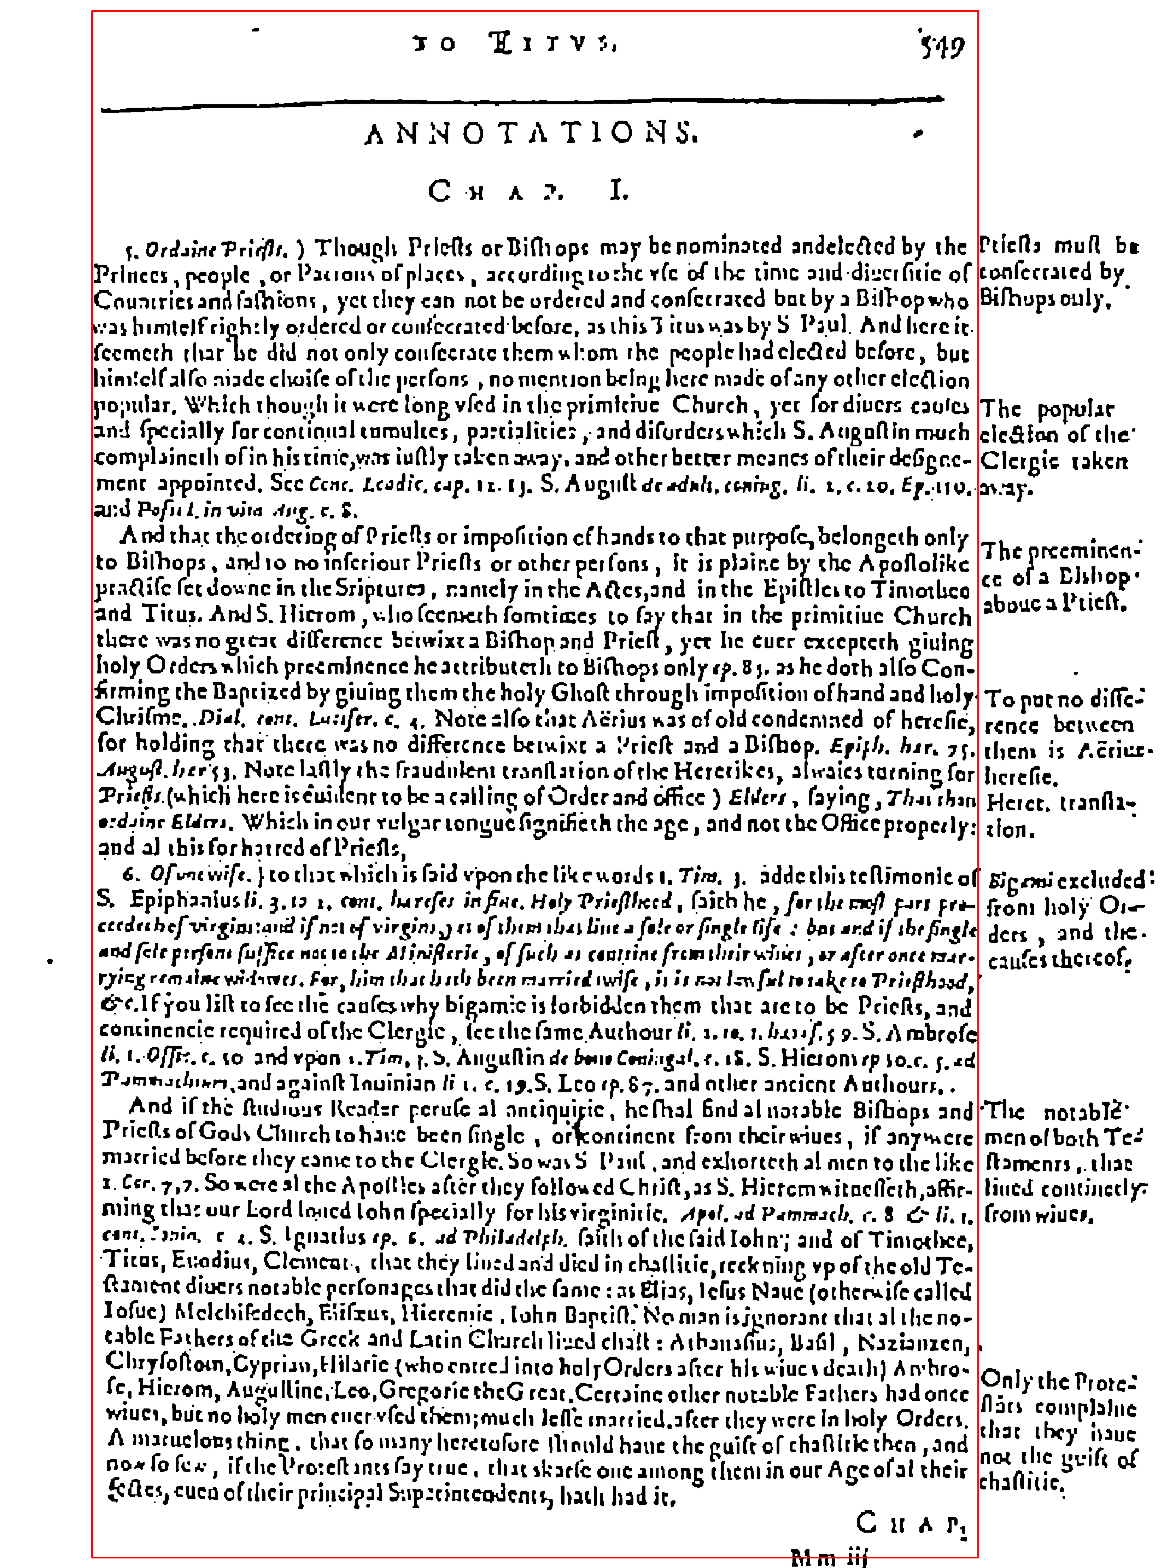 TO TITVS. 549
ANNOTATIONS.
CHAP. I.
5. Ordaine Priests. ) Though Priests or Bishops may be nominated and elected by the
Princes, people, or Patrons of places, according to the vse of the time and diuersitie of
Countries and fashions, yet they can not be ordered and consecrated but by a Bishop who
was himself rightly ordered or consecrated before, as this Titus was by S. Paul. And here it
seemeth that he did not only consecrate them whom the people had elected before, but
himself also made choise of the persons, no mention being here made of any other election
popular. Which though it were long vsed in the primitiue Church, yet for diuers causes
and specially for continual tumultes, partialities, and disorders which S. Augustin much
complaineth of in his time, was iustly taken away, and other better meanes of their designe-
ment appointed. See Conc. Laodic. cap. 12. 13. S. August de adult. coniug. li. 2. c. 20. Ep. 110.
and Possid. in vita Aug. c. 8.
And that the ordering of Priests or imposition of hands to that purpose, belongeth only
to Bishops, and to no inferiour Priests or other persons, it is plaine by the Apostolike
practise set downe in the Sriptures, namely in the Actes, and in the Epistles to Timothee
and Titus. And S. Hierom, who seemeth somtimes to say that in the primitiue Church
there was no great difference betwixt a Bishop and Priest, yet he euer excepteth giuing
holy Orders which preeminence he attributeth to Bishops only ep. 85. as he doth also Con-
firming the Baptized by giuing them the holy Ghost through imposition of hand and holy
Chrisme. Dial. cont. Lucifer. c. 4. Note also that Aërius was of old condemned of heresie,
for holding that there was no difference betwixt a Priest and a Bishop. Epiph. har. 75.
August. her 53. Note lastly the fraudulent translation of the Heretikes, alwaies turning for
Priests (which here is euident to be a calling of Order and office ) Elders, saying, That thou
ordaine Elders. Which in our vulgar tongue signifieth the age, and not the Office properly:
and al this for hatred of Priests,
6. Of one wife. ) to that which is said vpon the like words 1. Tim. 3. adde this testimonie of
S. Epiphanius li. 3. to 1. cont. hareses in fine. Holy Priesthood, saith he, for the most part pro-
ceedeth of virgins: and if not of virgins, yet of them that liue a sole or single life : but and if the single
and sole persons suffice not to the Ministerie, of such as containe from their wiues, or after once mar-
rying remaine widowes. For, him that hath been married twise, it is not lawful to take to Priesthood,
&c. If you list to see the causes why bigamie is forbidden them that are to be Priests, and
continencie required of the Clergie, see the same Authour li. 2. to. 1. hares. 59. S. Ambrose
li. 1. Offic. c. 50 and vpon 1. Tim. 3. S. Augustin de bono Coniugal. c. 18. S. Hierom ep 50. c. 5. ad
Pammachium, and against Iouinian li 1. c. 19. S. Leo ep. 87. and other ancient Authours.
And if the studious Reader peruse al antiquitie, he shal find al notable Bishops and
Priests of Gods Church to haue been single, or continent from their wiues, if any were
married before they came to the Clergie. So was S. Paul, and exhorteth al men to the like
1. Cor. 7,7. So were al the Apostles after they followed Christ, as S. Hierom witnesseth, affir-
ming that our Lord loued Iohn specially for his virginitie. Apol. ad Pammach. c. 8 & li. 1.
cont. Iouin. c 4. S. Ignatius ep. 6. ad Philadelph. saith of the said Iohn; and of Timothee,
Titus, Euodius, Clement, that they liued and died in chastitie, reckning vp of the old Te-
stament diuers notable personages that did the same: as Elias, Iesus Naue (otherwise called
Iosue) Melchisedech, Elisæus, Hieremie, Iohn Baptist. No man is ignorant that al the no-
table Fathers of the Greek and Latin Church liued chast: Athanasius, Basil, Nazianzen,
Chrysostom, Cyprian, Hilarie (who entred into holy Orders after his wiues death) Ambro-
se, Hierom, Augustine, Leo, Gregorie the Great. Certaine other notable Fathers had once
wiues, but no holy men euer vsed them; much lesse married, after they were in holy Orders.
A maruelous thing, that so many heretofore should haue the guift of chastitie then, and
now so few, if the Protestants say true, that skarse one among them in our Age of al their
Sectes, euen of their principal Superintendents, hath had it.
CHAP.
Mm iij
Priests must be
consecrated by
Bishops only.
The popular
election of the
Clergie taken
away.
The preeminen-
ce of a Bishop
aboue a Priest.
To put no diffe-
rence between
them is Aërius
heresie.
Heret. transla-
tion.
Bigami excluded
from holy Or-
ders, and the
causes thereof.
The notable
men of both Te-
staments, that
liued continetly
from wiues.
Only the Prote-
stāts complaine
that they haue
not the guift of
chastitie.